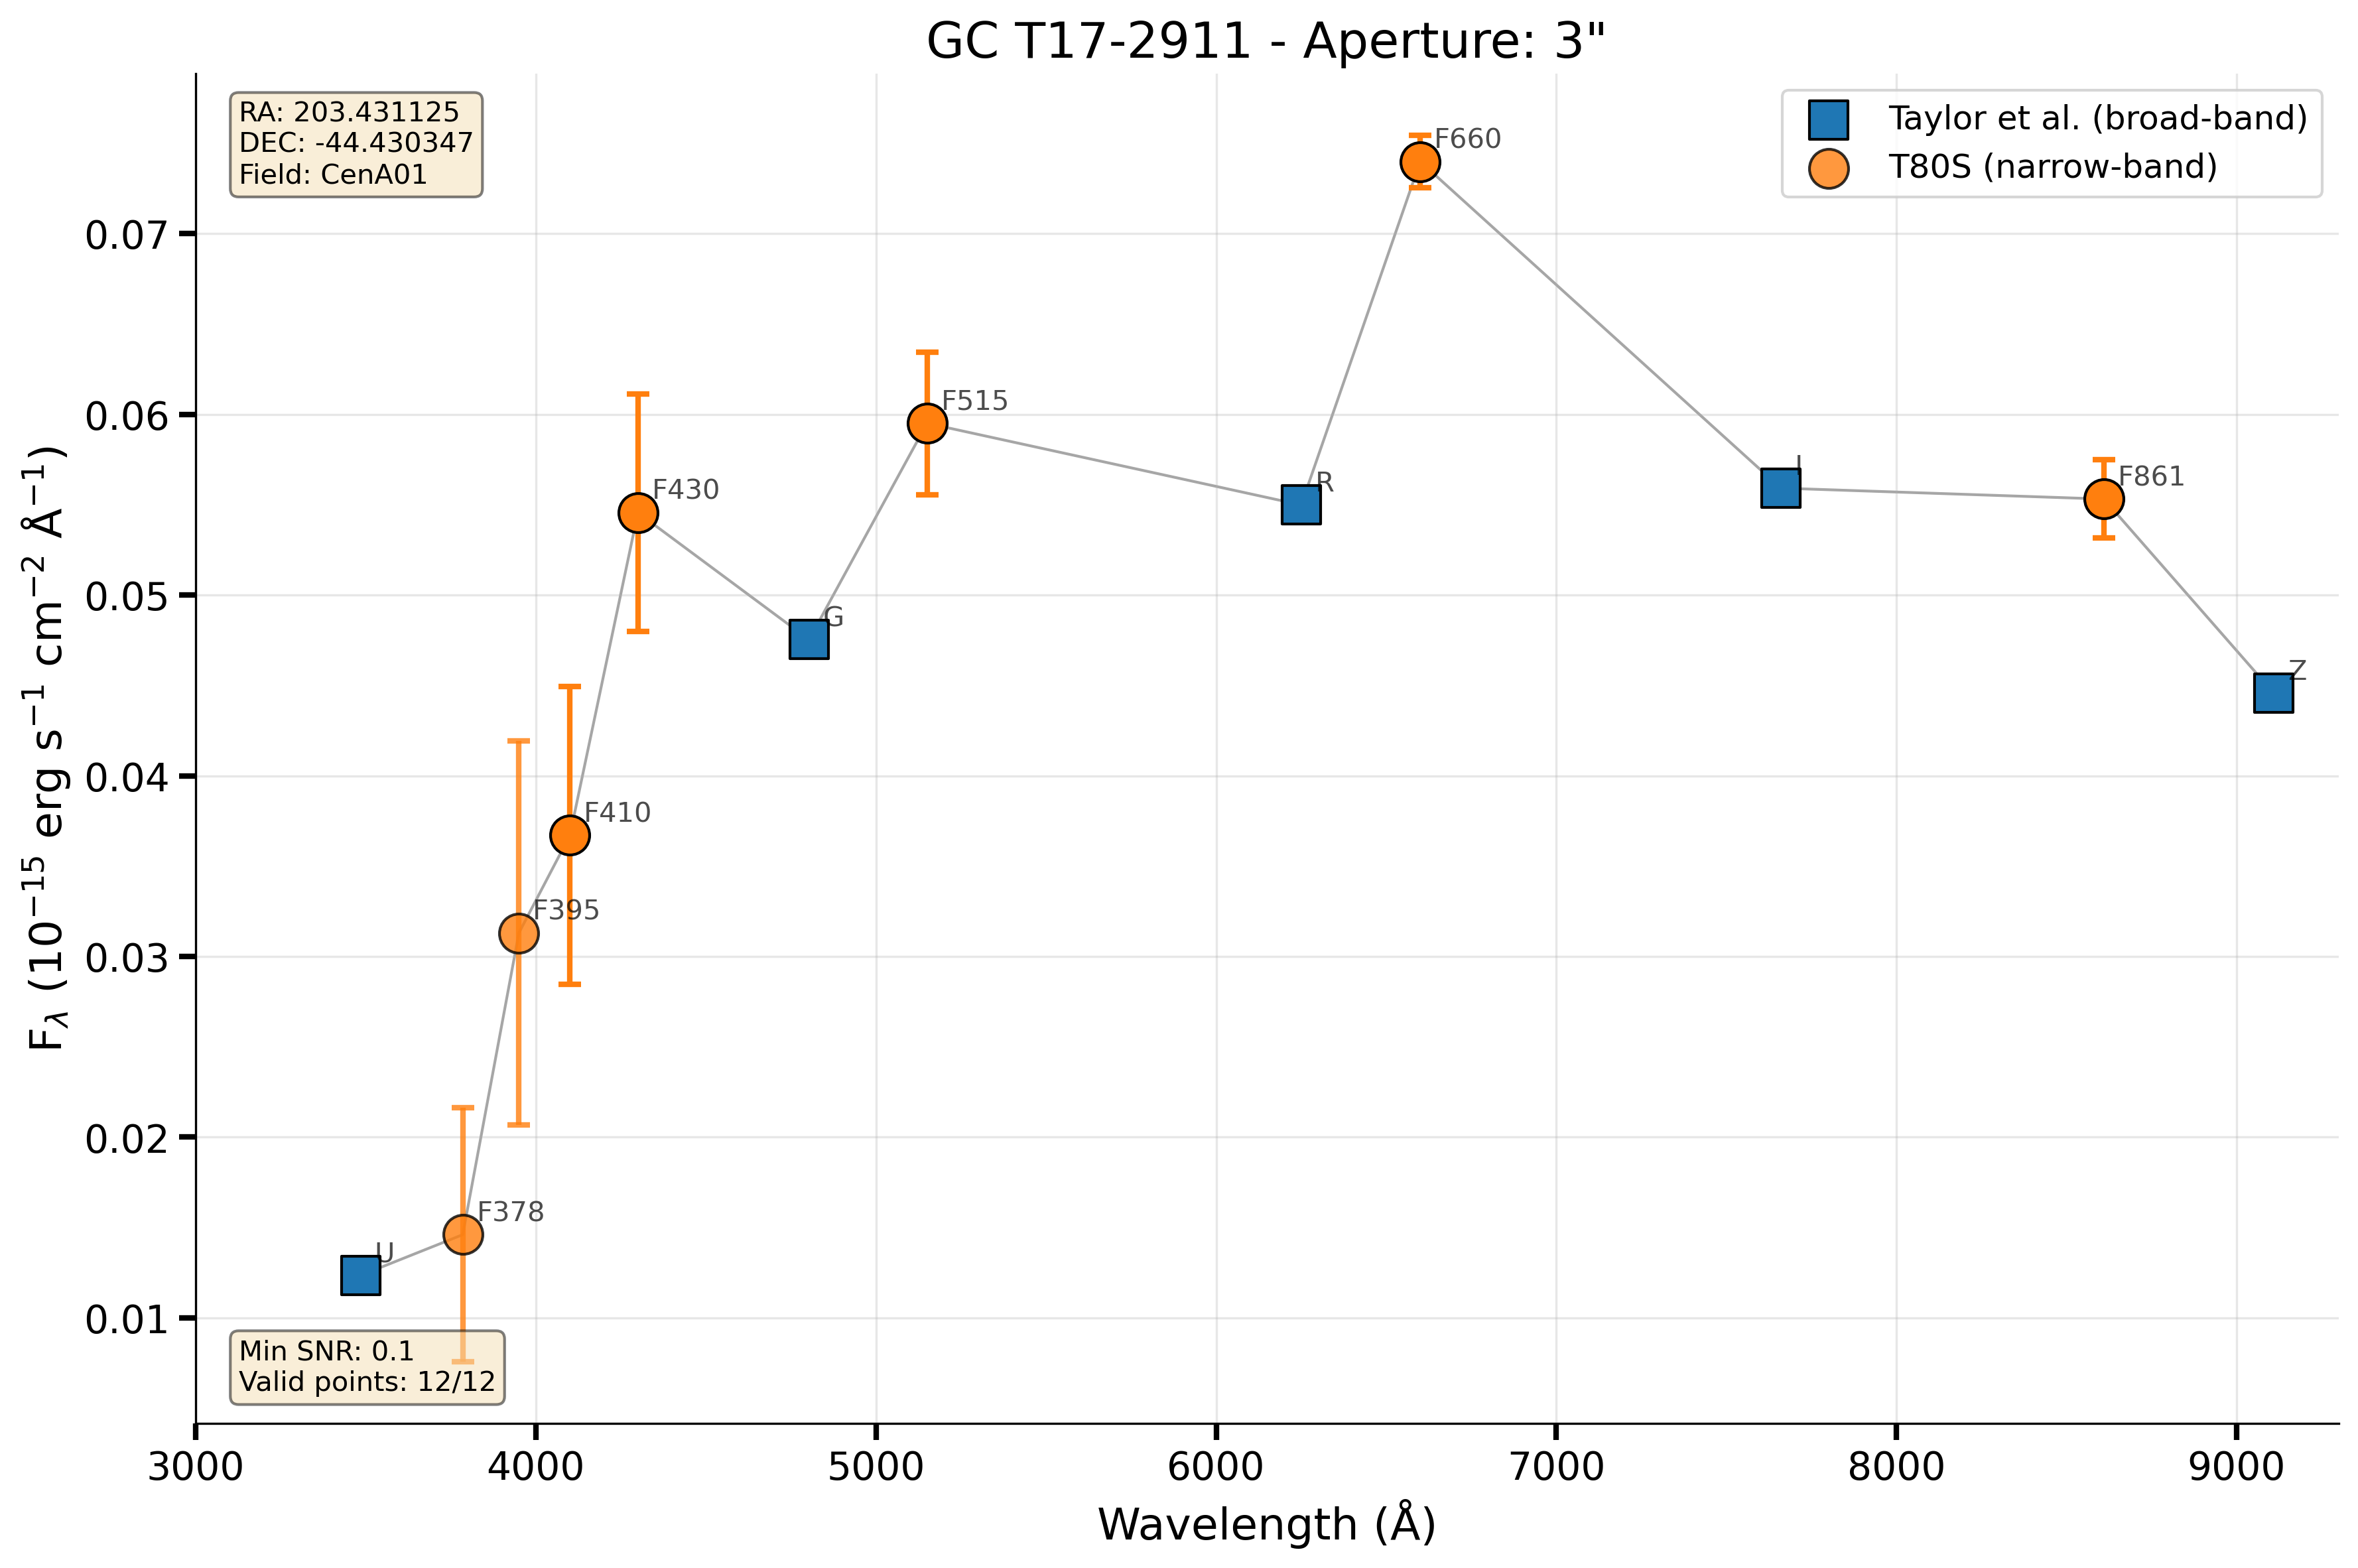 GC T17-2911 - Aperture: 3"
RA: 203.431125
DEC: -44.430347
Field: CenA01
Taylor et al. (broad-band)
T80S (narrow-band)
F660
0.07
F515
0.06
F430
R
I
F861
0.05
G
Z
0.04
F410
F395
0.03
0.02
F378
U
0.01
Min SNR: 0.1
Valid points: 12/12
3000 4000 5000 6000 7000 8000 9000
Wavelength (Å)
F_λ (10⁻¹⁵ erg s⁻¹ cm⁻² Å⁻¹)